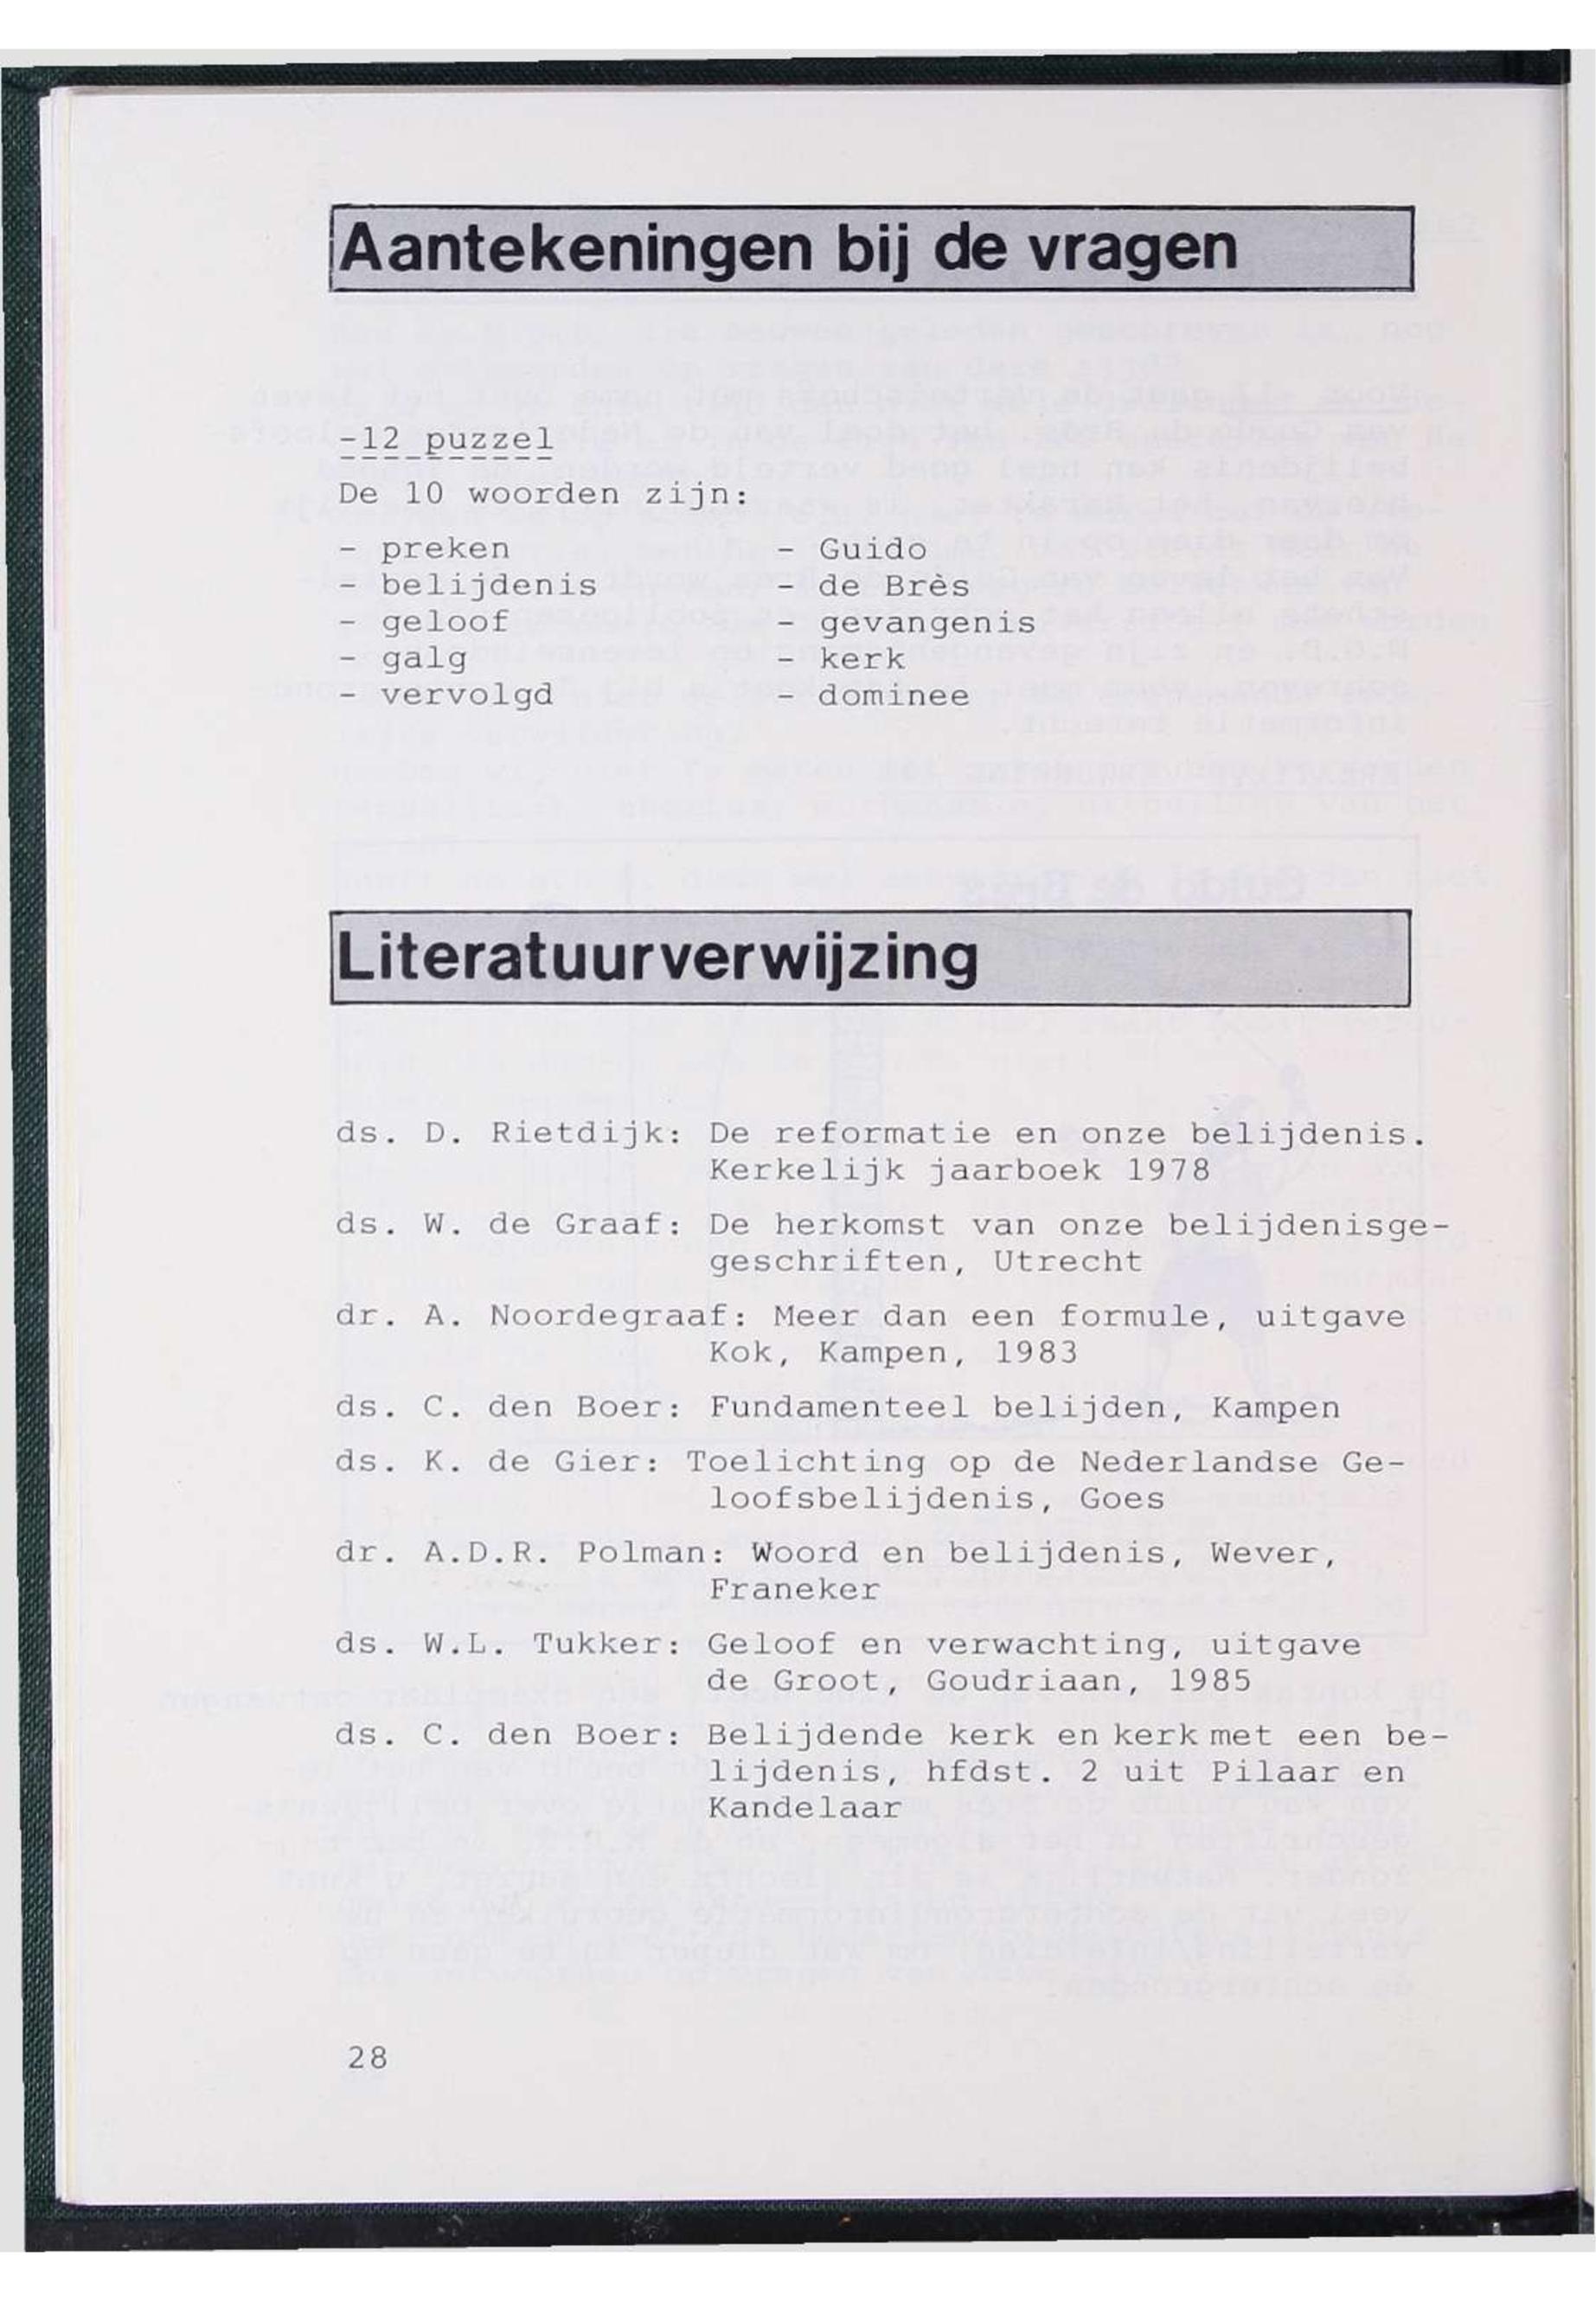 Aantekeningen bij de vragen
-12 puzzel
De 10 woorden zijn:
- preken
- belijdenis
- geloof
- galg
- vervolgd
- Guido
- de Brès
- gevangenis
- kerk
- dominee
Literatuurverwijzing
ds. D. Rietdijk: De reformatie en onze belijdenis.
Kerkelijk jaarboek 1978
ds. W. de Graaf: De herkomst van onze belijdenisge-
geschriften, Utrecht
dr. A. Noordegraaf: Meer dan een formule, uitgave
Kok, Kampen, 1983
ds. C. den Boer: Fundamenteel belijden, Kampen
ds. K. de Gier: Toelichting op de Nederlandse Ge-
loofsbelijdenis, Goes
dr. A.D.R. Polman: Woord en belijdenis, Wever,
Franeker
ds. W.L. Tukker: Geloof en verwachting, uitgave
de Groot, Goudriaan, 1985
ds. C. den Boer: Belijdende kerk en kerk met een be-
lijdenis, hfdst. 2 uit Pilaar en
Kandelaar
28